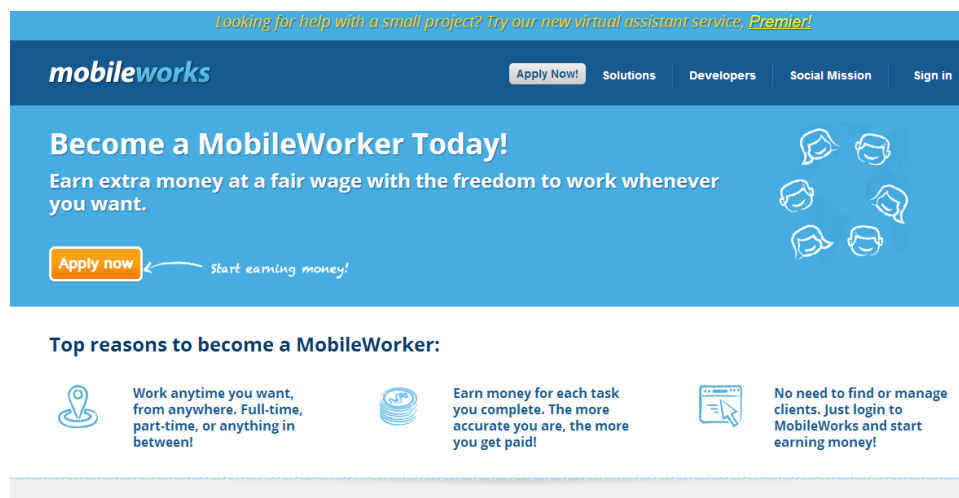 Looking for help with a small project? Try our new virtual assistant service, Premier!
mobileworks
Apply Now!
Solutions
Developers
Social Mission
Sign in
Become a MobileWorker Today!
Earn extra money at a fair wage with the freedom to work whenever
you want.
Apply now
Start earning money!
Top reasons to become a MobileWorker:
Work anytime you want,
from anywhere. Full-time,
part-time, or anything in
between!
Earn money for each task
you complete. The more
accurate you are, the more
you get paid!
No need to find or manage
clients. Just login to
MobileWorks and start
earning money!